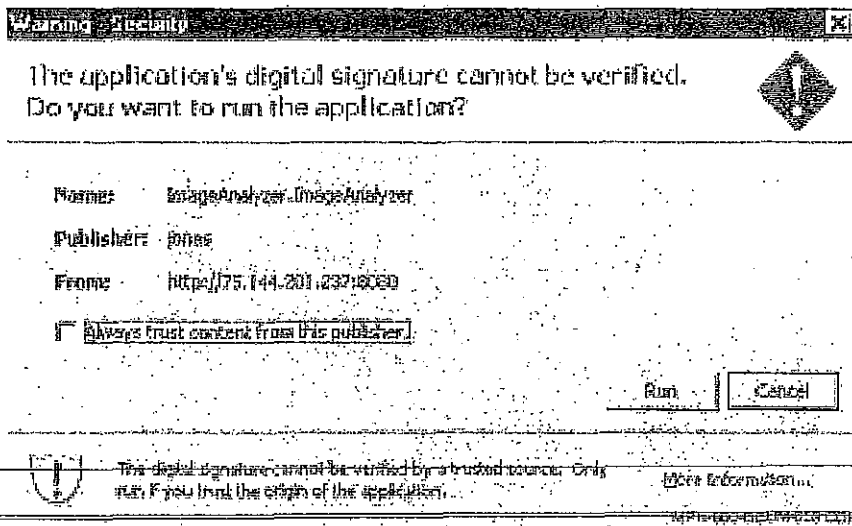 Warning - Security
The application's digital signature cannot be verified.
Do you want to run the application?
Name: ImageAnalyzer.ImageAnalyzer
Publisher: jones
From: http://75.144.201.237:8080
Always trust content from this publisher.
Run Cancel
The digital signature cannot be verified by a trusted source. Only
run if you trust the origin of the application.
More Information...